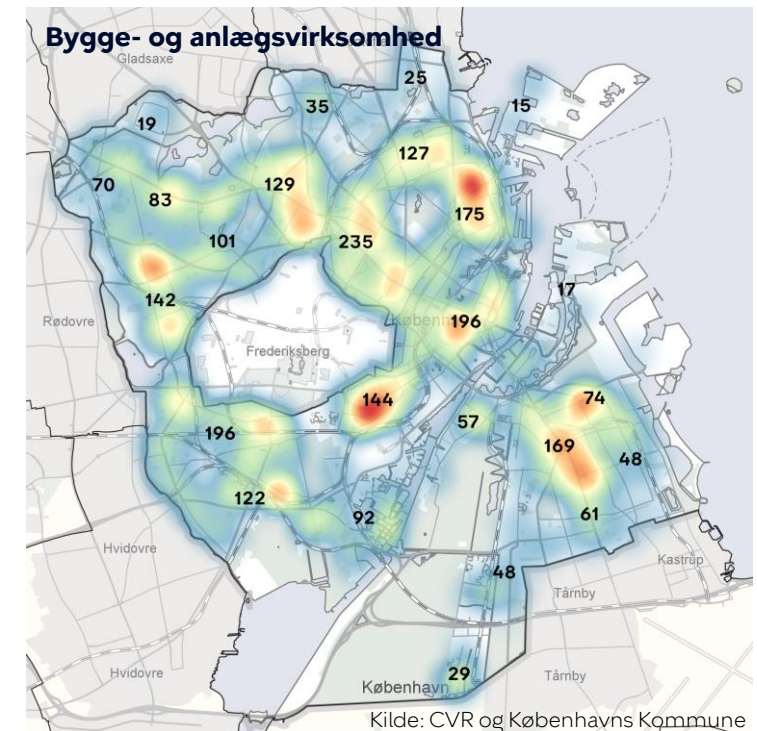 Bygge- og anlægsvirksomhed
Gladsaxe
25
35
15
19
127
70
129
83
175
101
235
142
17
Rødovre
København
196
Frederiksberg
144
74
57
196
169
48
122
92
61
Hvidovre
Kastrup
48
Tårnby
Hvidovre
29
Tårnby
København
Kilde: CVR og Københavns Kommune